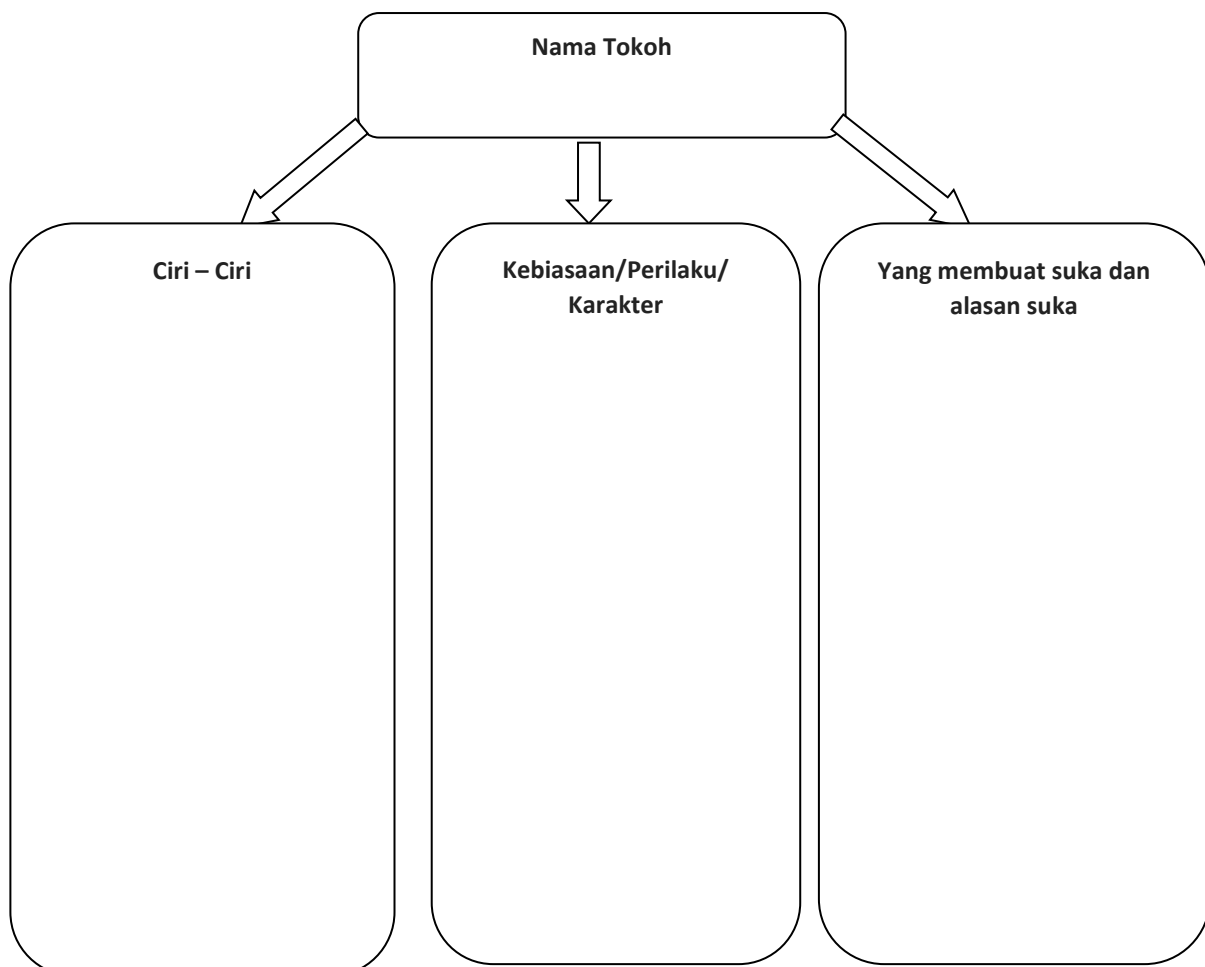 Nama Tokoh
Ciri – Ciri
Kebiasaan/Perilaku/
Karakter
Yang membuat suka dan
alasan suka